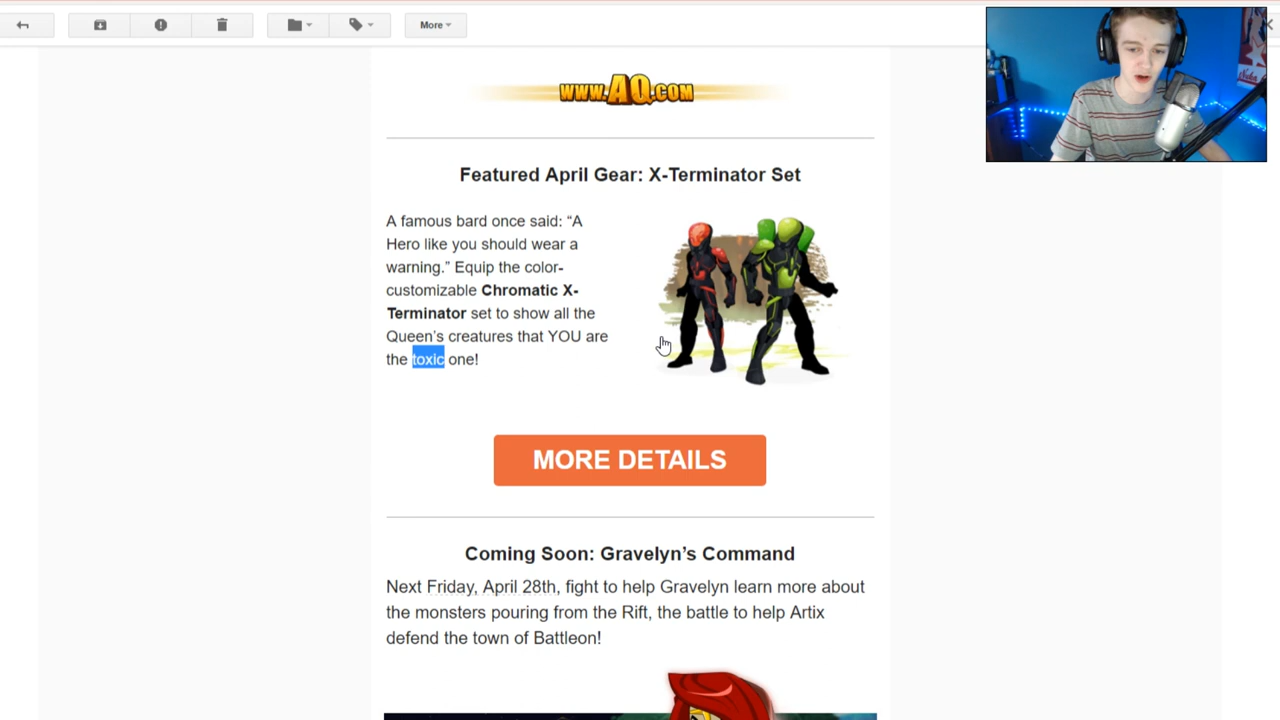 More
www.AQ.com
Featured April Gear: X-Terminator Set
A famous bard once said: “A
Hero like you should wear a
warning.” Equip the color-
customizable Chromatic X-
Terminator set to show all the
Queen’s creatures that YOU are
the toxic one!
MORE DETAILS
Coming Soon: Gravelyn’s Command
Next Friday, April 28th, fight to help Gravelyn learn more about
the monsters pouring from the Rift, the battle to help Artix
defend the town of Battleon!